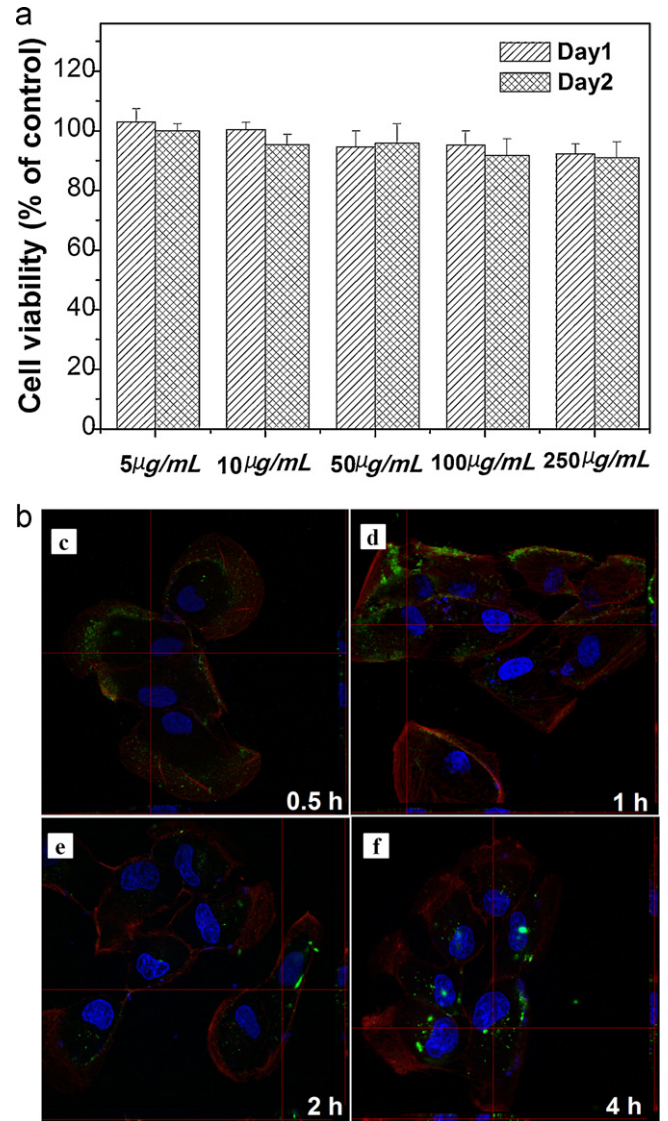 a
Cell viability (% of control)
120
100
80
60
40
20
0
Day1
Day2
5μg/mL 10μg/mL 50μg/mL 100μg/mL 250μg/mL
b
c
0.5 h
d
1 h
e
2 h
f
4 h